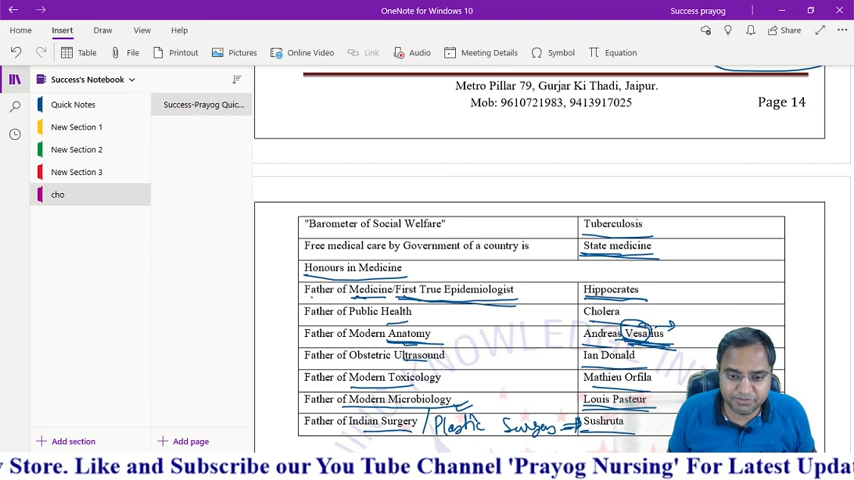 OneNote for Windows 10
Success prayog
Home Insert Draw View Help
Share
Table File Printout Pictures Online Video Link Audio Meeting Details Symbol Equation
Success's Notebook
Quick Notes
New Section 1
New Section 2
New Section 3
cho
Success-Prayog Quic...
Add section
Add page
Metro Pillar 79, Gurjar Ki Thadi, Jaipur.
Mob: 9610721983, 9413917025
Page 14
"Barometer of Social Welfare" Tuberculosis
Free medical care by Government of a country is State medicine
Honours in Medicine
Father of Medicine/First True Epidemiologist Hippocrates
Father of Public Health Cholera
Father of Modern Anatomy Andreas Vesalius
Father of Obstetric Ultrasound Ian Donald
Father of Modern Toxicology Mathieu Orfila
Father of Modern Microbiology Louis Pasteur
Father of Indian Surgery / Plastic Surgery ⇒ Sushruta
KNOWLEDGE IN
y Store. Like and Subscribe our You Tube Channel 'Prayog Nursing' For Latest Upda